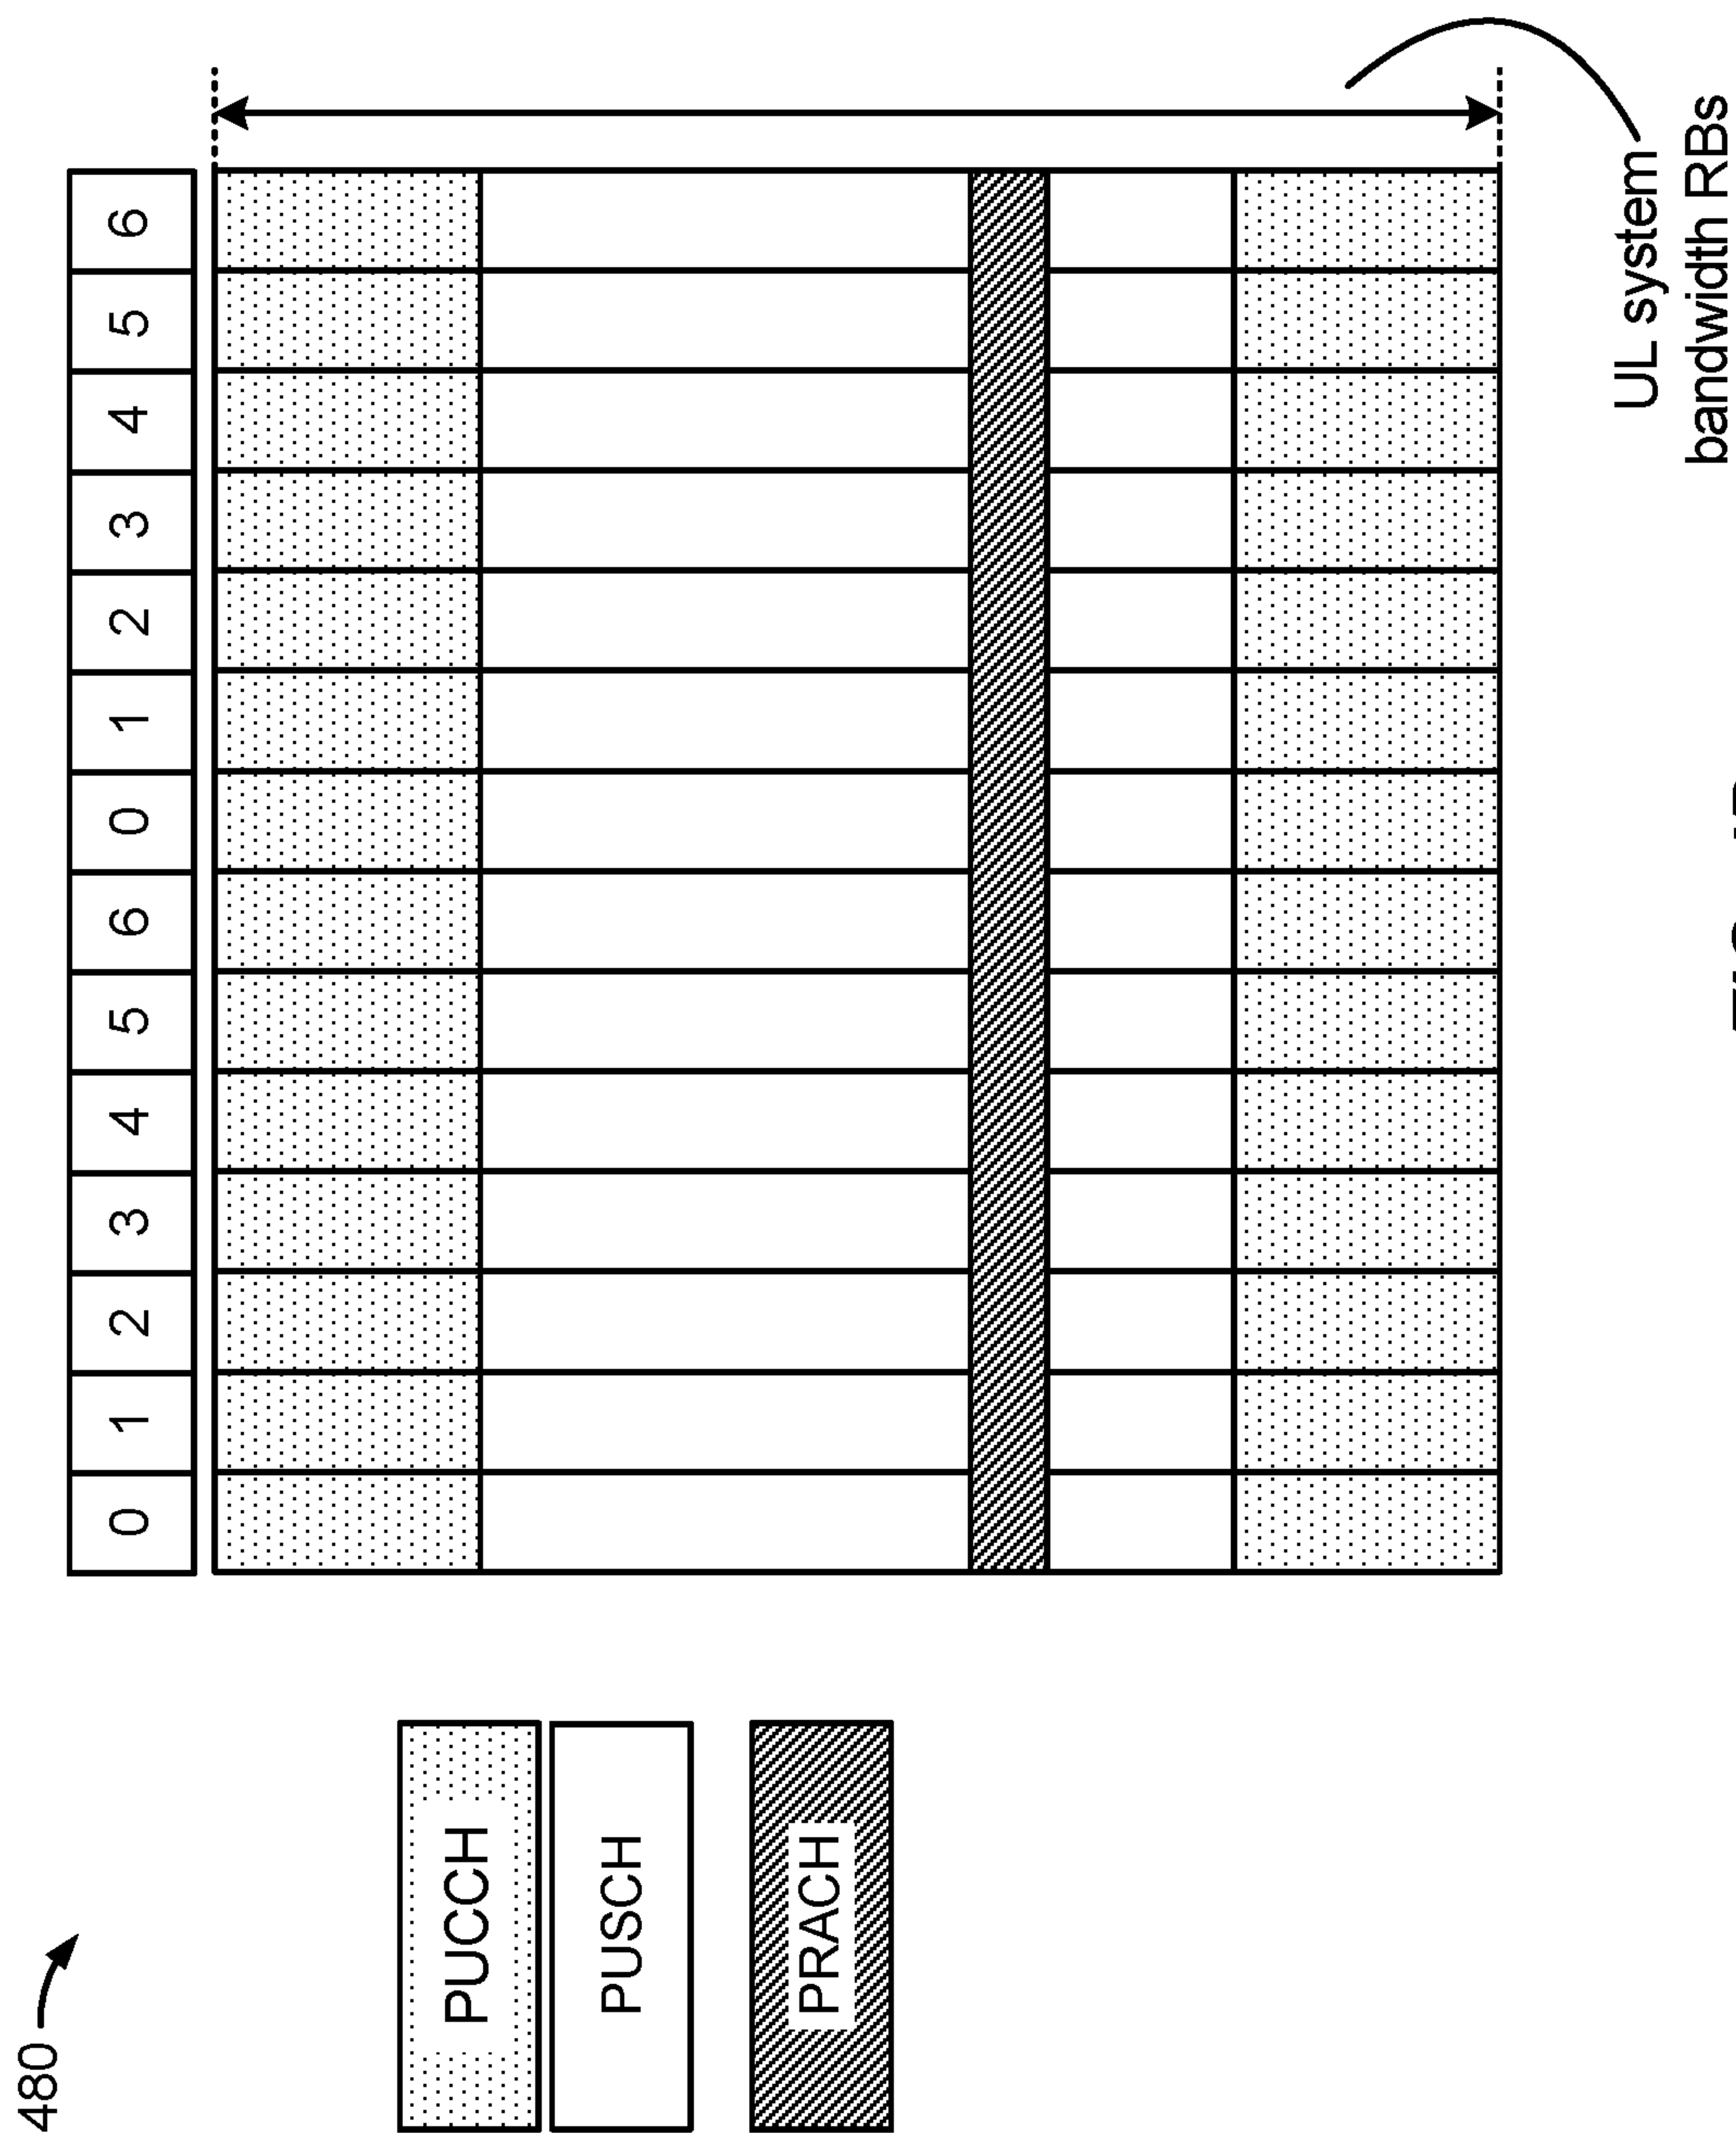 480
0 1 2 3 4 5 6 0 1 2 3 4 5 6
PUCCH
PUSCH
PRACH
UL system
bandwidth RBs